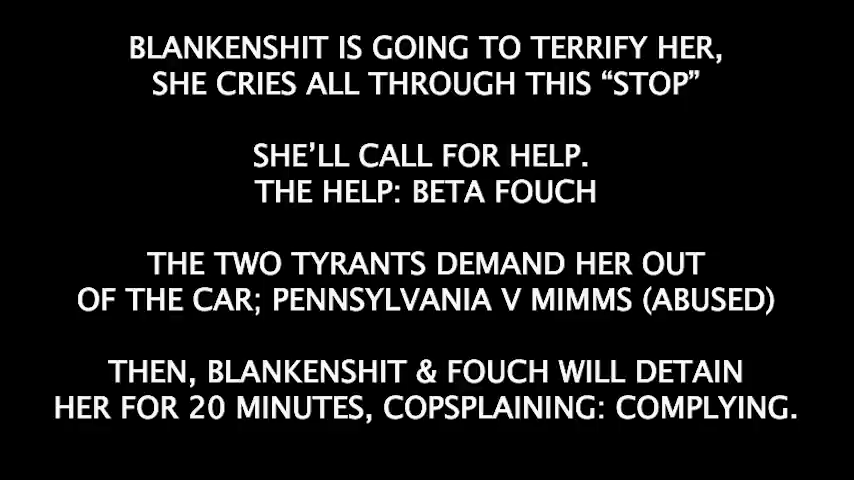 BLANKENSHIT IS GOING TO TERRIFY HER,
SHE CRIES ALL THROUGH THIS “STOP”
SHE’LL CALL FOR HELP.
THE HELP: BETA FOUCH
THE TWO TYRANTS DEMAND HER OUT
OF THE CAR; PENNSYLVANIA V MIMMS (ABUSED)
THEN, BLANKENSHIT & FOUCH WILL DETAIN
HER FOR 20 MINUTES, COPSPLAINING: COMPLYING.